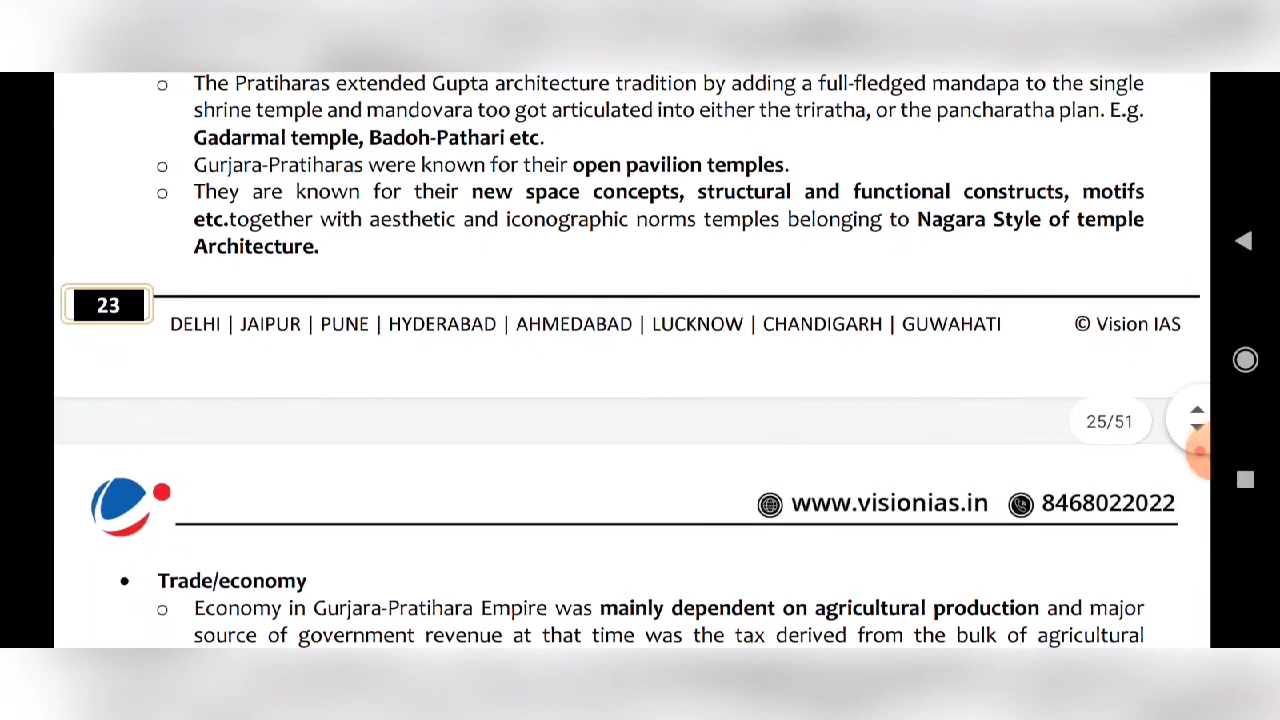 ○ The Pratiharas extended Gupta architecture tradition by adding a full-fledged mandapa to the single
shrine temple and mandovara too got articulated into either the triratha, or the pancharatha plan. E.g.
Gadarmal temple, Badoh-Pathari etc.
○ Gurjara-Pratiharas were known for their open pavilion temples.
○ They are known for their new space concepts, structural and functional constructs, motifs
etc.together with aesthetic and iconographic norms temples belonging to Nagara Style of temple
Architecture.
23
DELHI | JAIPUR | PUNE | HYDERABAD | AHMEDABAD | LUCKNOW | CHANDIGARH | GUWAHATI © Vision IAS
25/51
www.visionias.in 8468022022
• Trade/economy
○ Economy in Gurjara-Pratihara Empire was mainly dependent on agricultural production and major
source of government revenue at that time was the tax derived from the bulk of agricultural